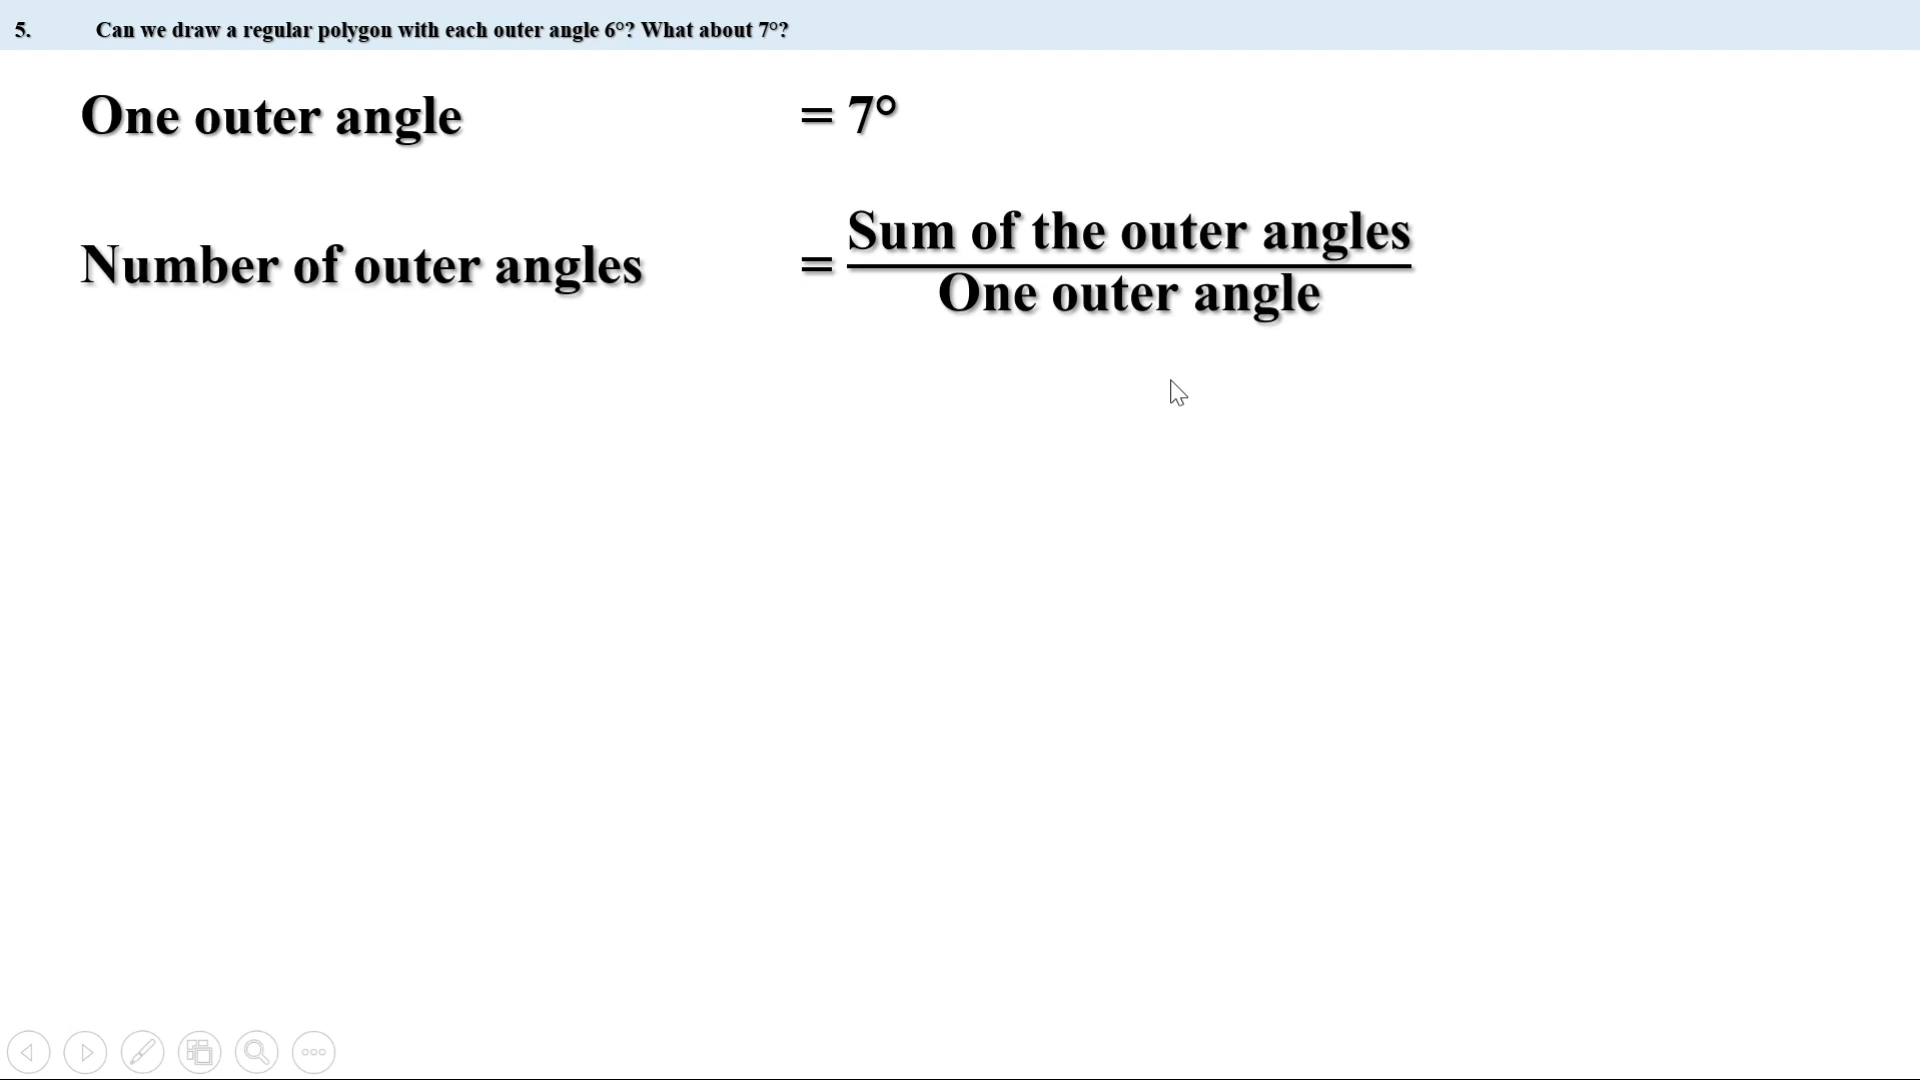 5. Can we draw a regular polygon with each outer angle 6°? What about 7°?
One outer angle = 7°
Number of outer angles = Sum of the outer angles
One outer angle